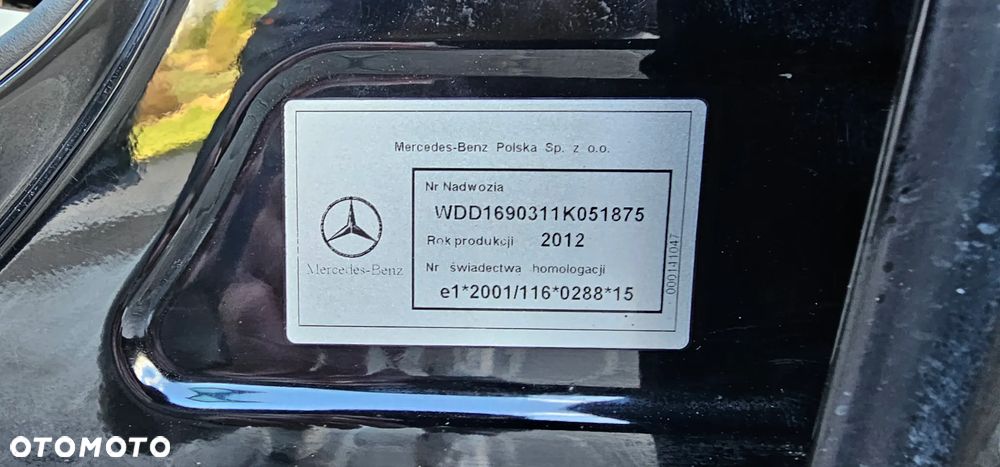 Mercedes-Benz Polska Sp. z o.o.
Nr Nadwozia
WDD1690311K051875
Rok produkcji 2012
Nr świadectwa homologacji
e1*2001/116*0288*15
Mercedes-Benz
000141047
OTOMOTO